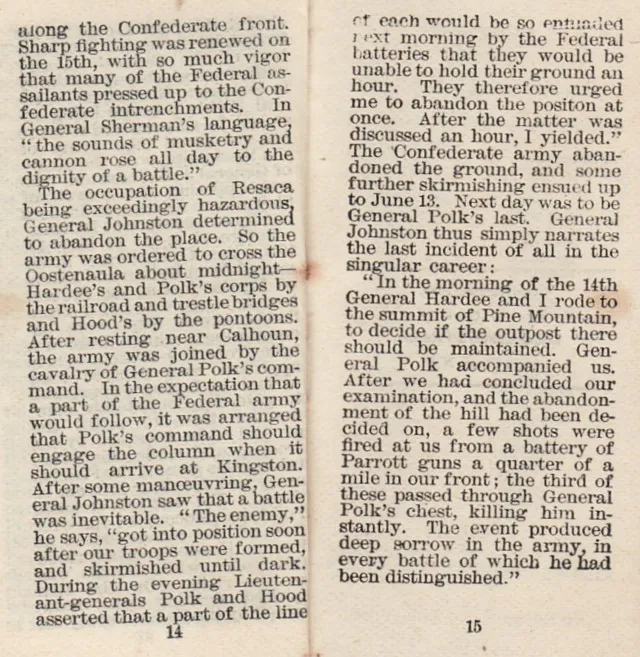 along the Confederate front.
Sharp fighting was renewed on
the 15th, with so much vigor
that many of the Federal as-
sailants pressed up to the Con-
federate intrenchments. In
General Sherman's language,
"the sounds of musketry and
cannon rose all day to the
dignity of a battle."
The occupation of Resaca
being exceedingly hazardous,
General Johnston determined
to abandon the place. So the
army was ordered to cross the
Oostenaula about midnight—
Hardee's and Polk's corps by
the railroad and trestle bridges
and Hood's by the pontoons.
After resting near Calhoun,
the army was joined by the
cavalry of General Polk's com-
mand. In the expectation that
a part of the Federal army
would follow, it was arranged
that Polk's command should
engage the column when it
should arrive at Kingston.
After some manœuvring, Gen-
eral Johnston saw that a battle
was inevitable. "The enemy,"
he says, "got into position soon
after our troops were formed,
and skirmished until dark.
During the evening Lieuten-
ant-generals Polk and Hood
asserted that a part of the line
14
of each would be so enfiladed
next morning by the Federal
batteries that they would be
unable to hold their ground an
hour. They therefore urged
me to abandon the positon at
once. After the matter was
discussed an hour, I yielded."
The Confederate army aban-
doned the ground, and some
further skirmishing ensued up
to June 13. Next day was to be
General Polk's last. General
Johnston thus simply narrates
the last incident of all in the
singular career:
"In the morning of the 14th
General Hardee and I rode to
the summit of Pine Mountain,
to decide if the outpost there
should be maintained. Gen-
eral Polk accompanied us.
After we had concluded our
examination, and the abandon-
ment of the hill had been de-
cided on, a few shots were
fired at us from a battery of
Parrott guns a quarter of a
mile in our front; the third of
these passed through General
Polk's chest, killing him in-
stantly. The event produced
deep sorrow in the army, in
every battle of which he had
been distinguished."
15